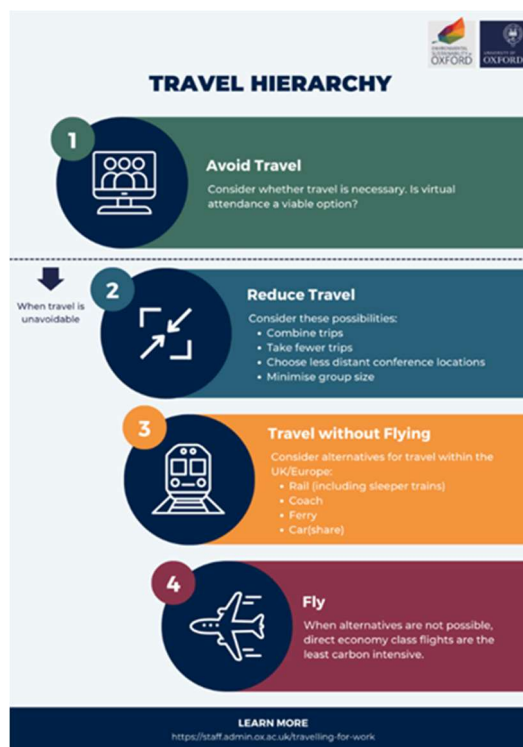 ENVIRONMENTAL
SUSTAINABILITY
OXFORD
UNIVERSITY OF
OXFORD
TRAVEL HIERARCHY
1
Avoid Travel
Consider whether travel is necessary. Is virtual
attendance a viable option?
When travel is
unavoidable
2
Reduce Travel
Consider these possibilities:
• Combine trips
• Take fewer trips
• Choose less distant conference locations
• Minimise group size
3
Travel without Flying
Consider alternatives for travel within the
UK/Europe:
• Rail (including sleeper trains)
• Coach
• Ferry
• Car(share)
4
Fly
When alternatives are not possible,
direct economy class flights are the
least carbon intensive.
LEARN MORE
https://staff.admin.ox.ac.uk/travelling-for-work